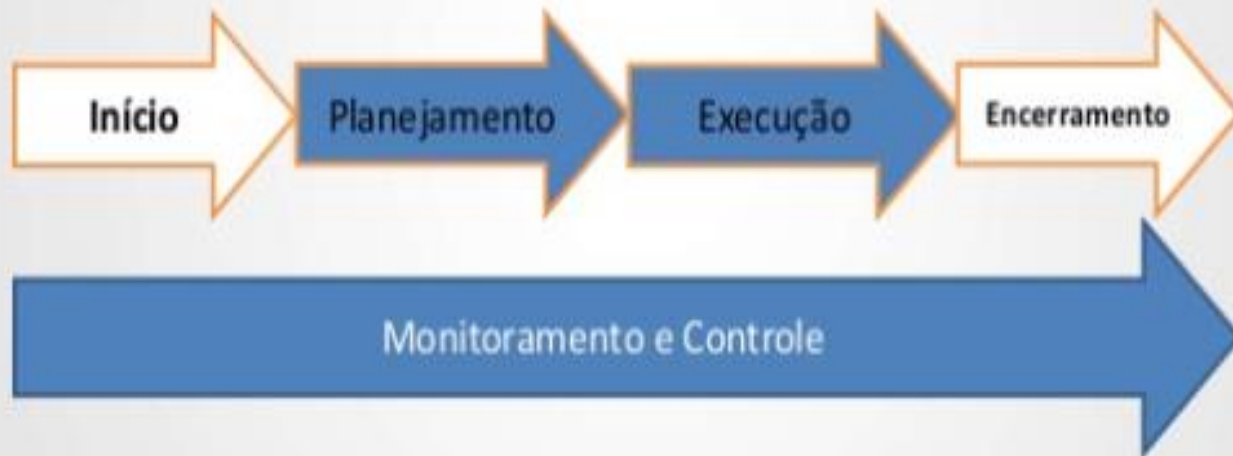 Início
Planejamento
Execução
Encerramento
Monitoramento e Controle